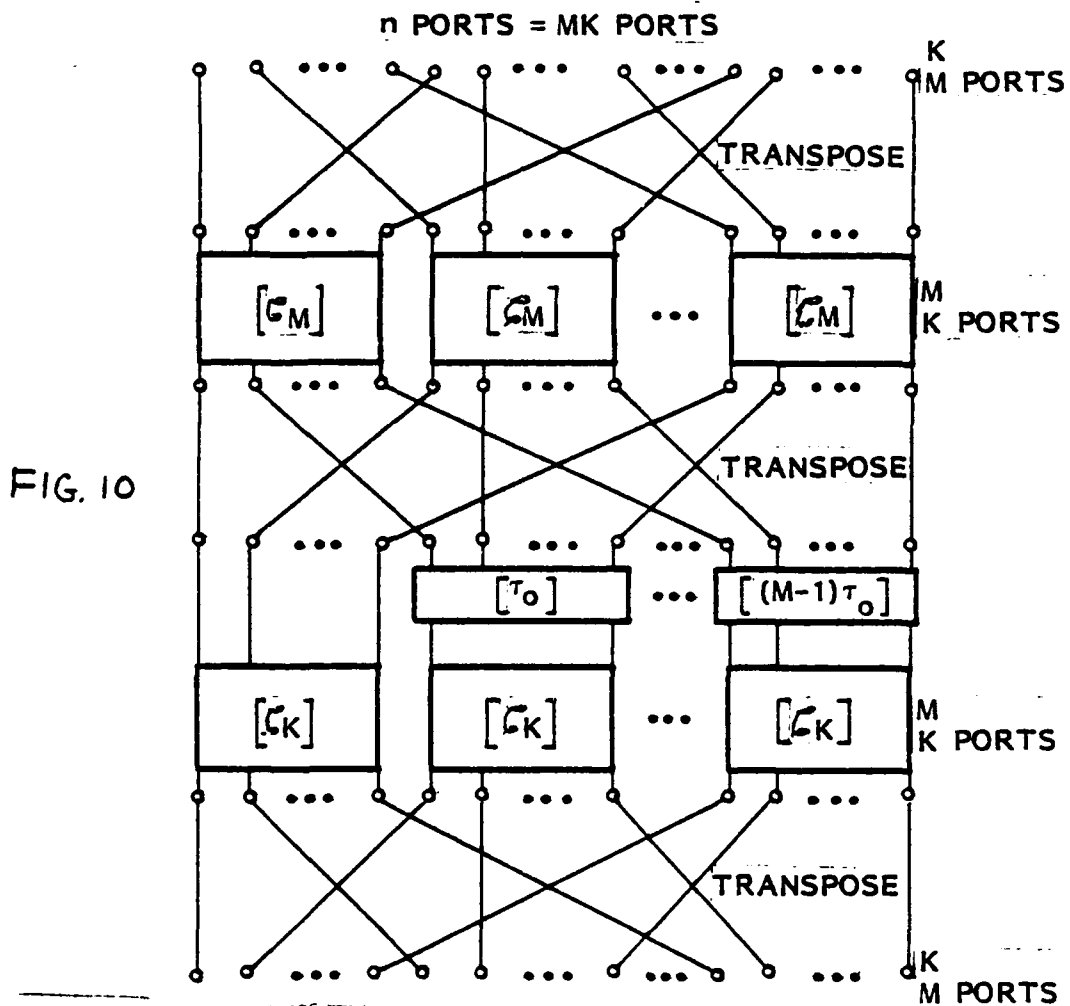 n PORTS = MK PORTS
K
M PORTS
TRANSPOSE
[ζM]
[ζM]
•••
[ζM]
M
K PORTS
TRANSPOSE
FIG. 10
[τo]
•••
[(M-1)τo]
[ζK]
[ζK]
•••
[ζK]
M
K PORTS
TRANSPOSE
K
M PORTS